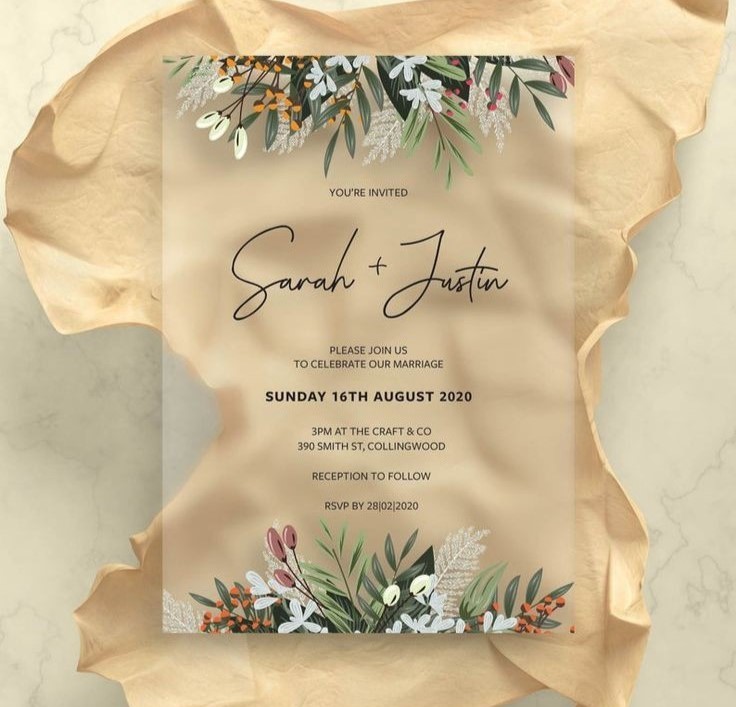 YOU'RE INVITED
Sarah + Justin
PLEASE JOIN US
TO CELEBRATE OUR MARRIAGE
SUNDAY 16TH AUGUST 2020
3PM AT THE CRAFT & CO
390 SMITH ST, COLLINGWOOD
RECEPTION TO FOLLOW
RSVP BY 28|02|2020